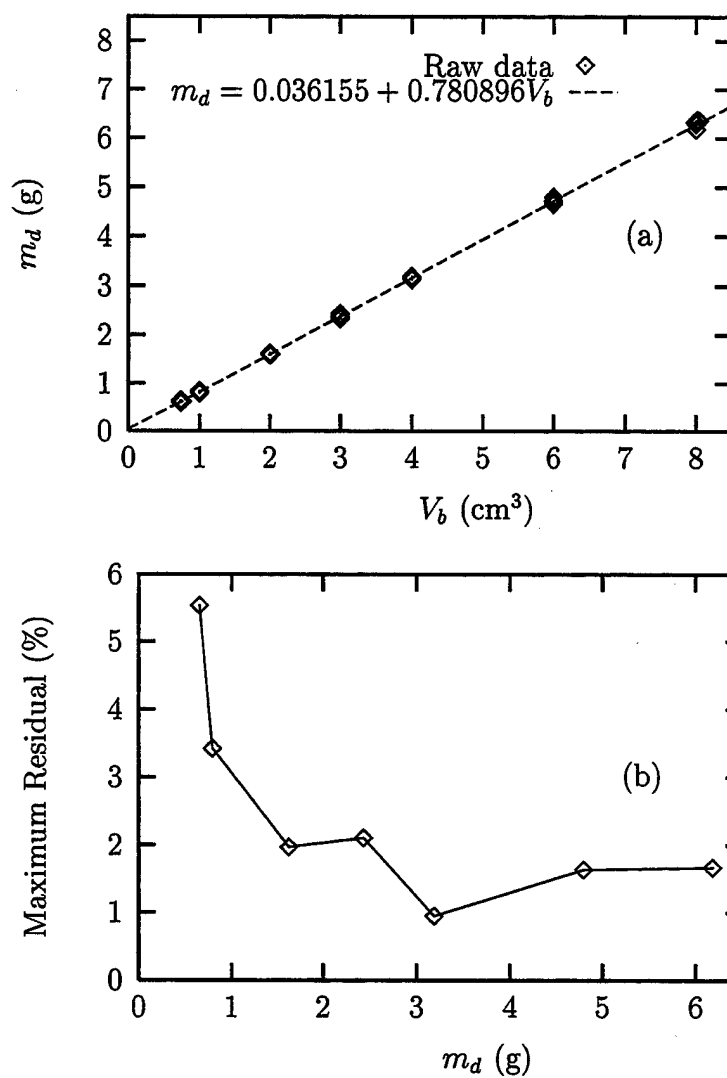 8
7
6
5
4
3
2
1
0
m_d (g)
Raw data
m_d = 0.036155 + 0.780896V_b
(a)
0 1 2 3 4 5 6 7 8
V_b (cm³)
6
5
4
3
2
1
0
Maximum Residual (%)
(b)
0 1 2 3 4 5 6
m_d (g)